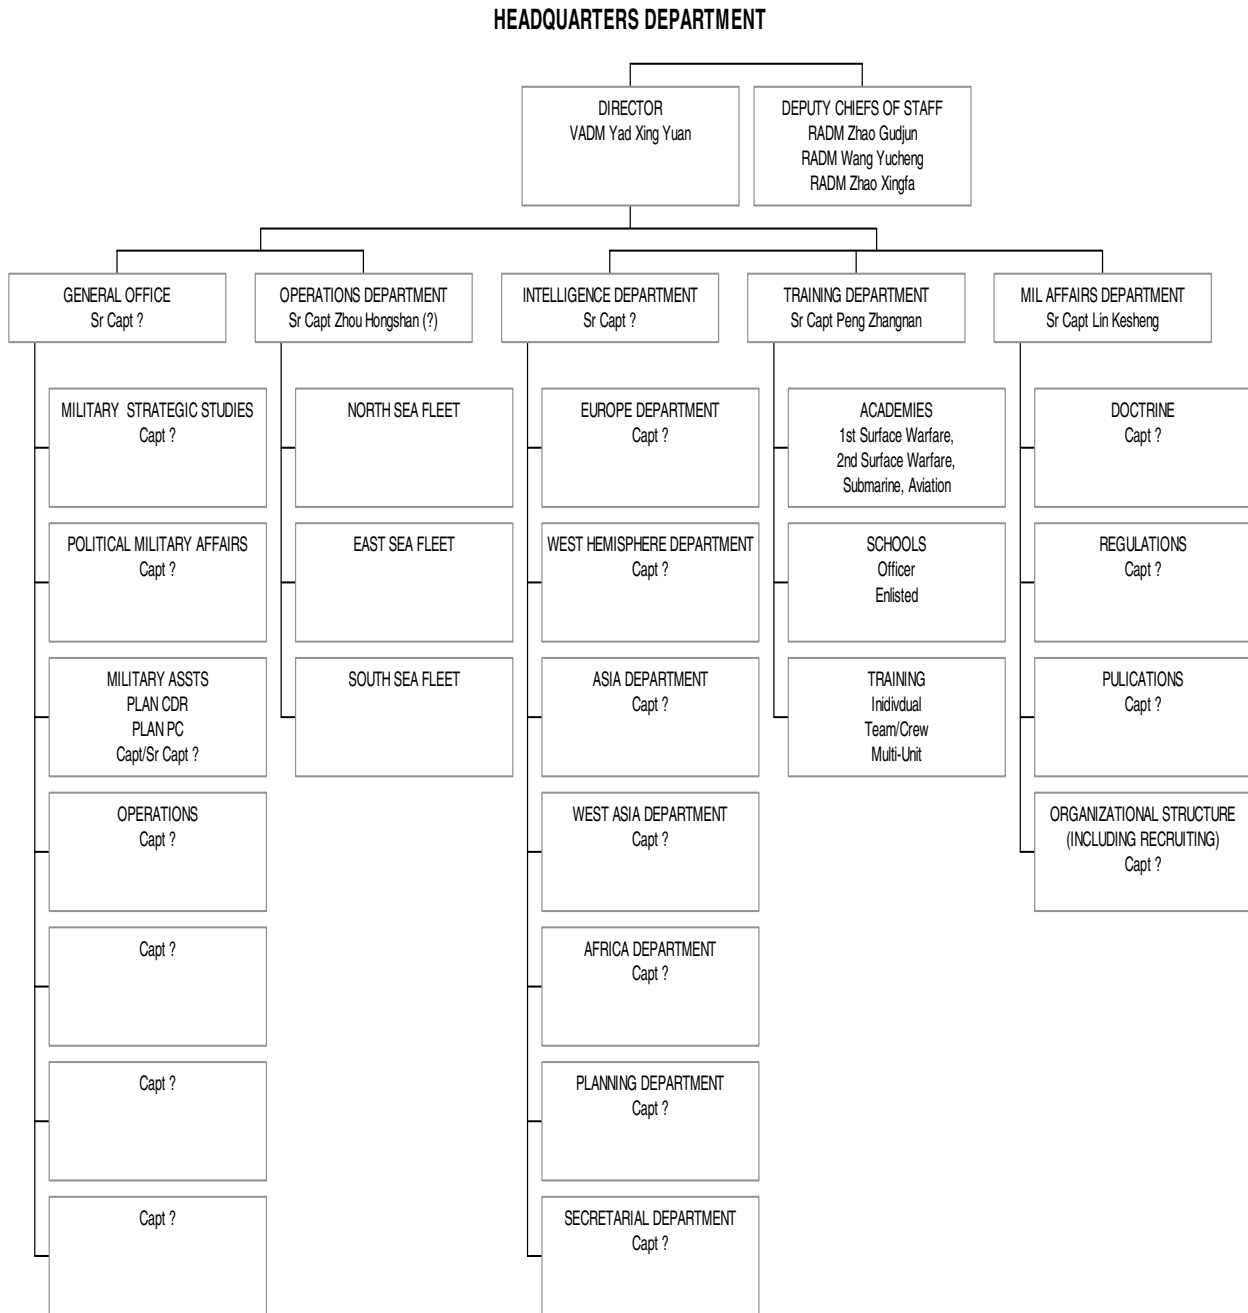 HEADQUARTERS DEPARTMENT
DIRECTOR
VADM Yad Xing Yuan
DEPUTY CHIEFS OF STAFF
RADM Zhao Gudjun
RADM Wang Yucheng
RADM Zhao Xingfa
GENERAL OFFICE
Sr Capt ?
OPERATIONS DEPARTMENT
Sr Capt Zhou Hongshan (?)
INTELLIGENCE DEPARTMENT
Sr Capt ?
TRAINING DEPARTMENT
Sr Capt Peng Zhangnan
MIL AFFAIRS DEPARTMENT
Sr Capt Lin Kesheng
MILITARY STRATEGIC STUDIES
Capt ?
POLITICAL MILITARY AFFAIRS
Capt ?
MILITARY ASSTS
PLAN CDR
PLAN PC
Capt/Sr Capt ?
OPERATIONS
Capt ?
Capt ?
Capt ?
Capt ?
NORTH SEA FLEET
EAST SEA FLEET
SOUTH SEA FLEET
EUROPE DEPARTMENT
Capt ?
WEST HEMISPHERE DEPARTMENT
Capt ?
ASIA DEPARTMENT
Capt ?
WEST ASIA DEPARTMENT
Capt ?
AFRICA DEPARTMENT
Capt ?
PLANNING DEPARTMENT
Capt ?
SECRETARIAL DEPARTMENT
Capt ?
ACADEMIES
1st Surface Warfare,
2nd Surface Warfare,
Submarine, Aviation
SCHOOLS
Officer
Enlisted
TRAINING
Inidivdual
Team/Crew
Multi-Unit
DOCTRINE
Capt ?
REGULATIONS
Capt ?
PULICATIONS
Capt ?
ORGANIZATIONAL STRUCTURE
(INCLUDING RECRUITING)
Capt ?